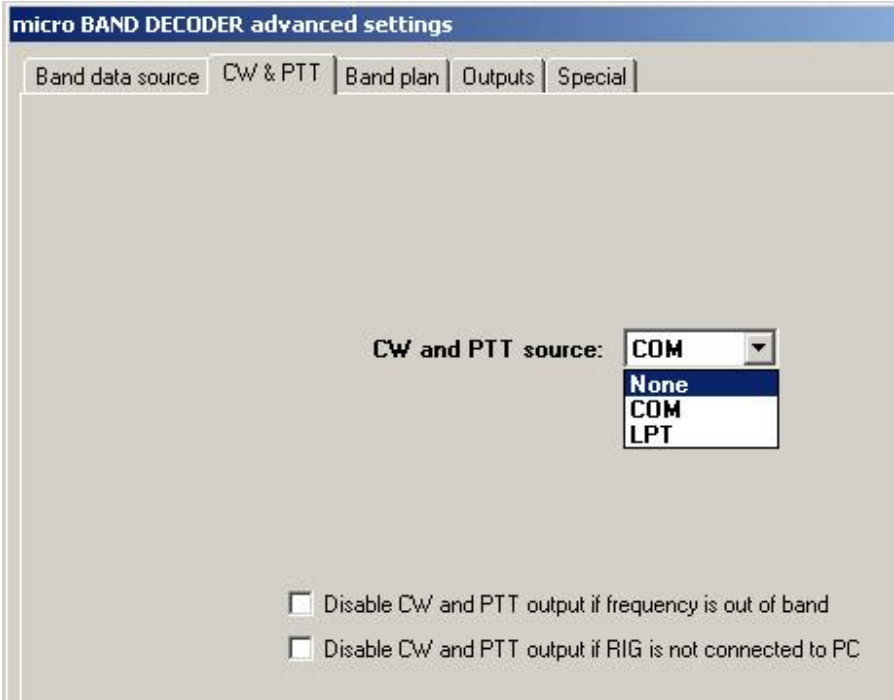 micro BAND DECODER advanced settings
Band data source CW & PTT Band plan Outputs Special
CW and PTT source: COM
None
COM
LPT
Disable CW and PTT output if frequency is out of band
Disable CW and PTT output if RIG is not connected to PC